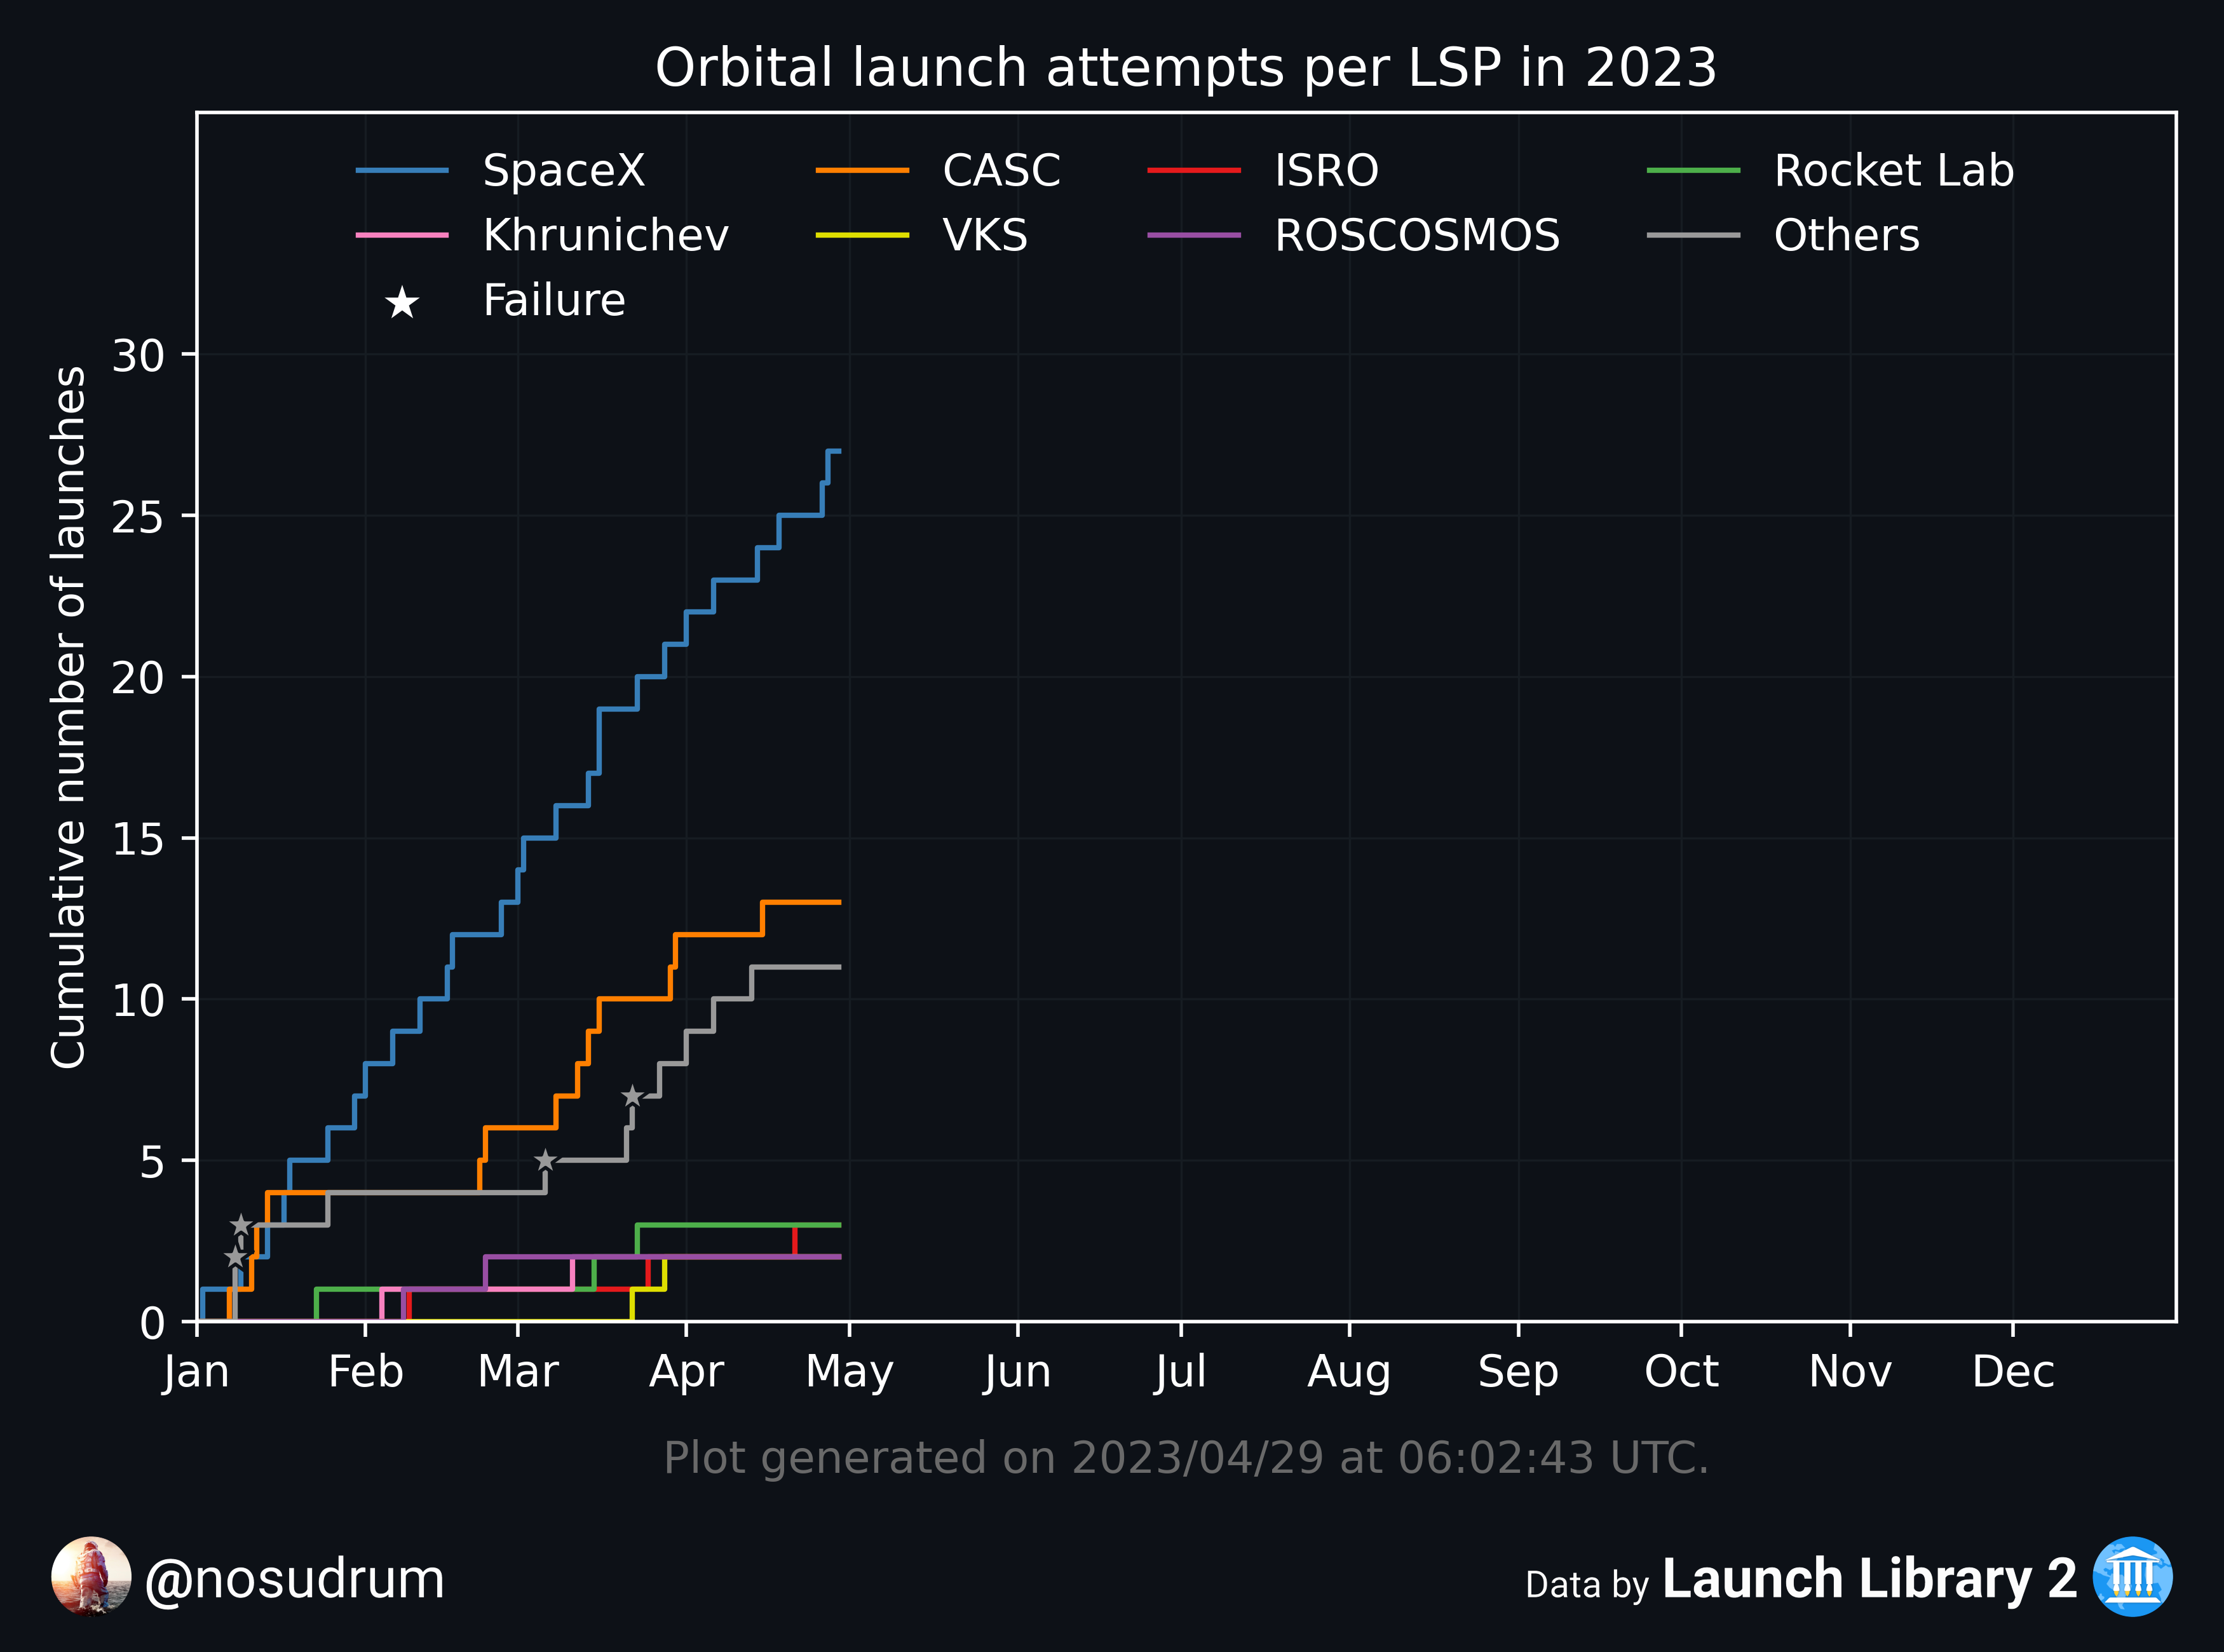 Orbital launch attempts per LSP in 2023
SpaceX CASC ISRO Rocket Lab
Khrunichev VKS ROSCOSMOS Others
Failure
Cumulative number of launches
30
25
20
15
10
5
0
Jan Feb Mar Apr May Jun Jul Aug Sep Oct Nov Dec
Plot generated on 2023/04/29 at 06:02:43 UTC.
@nosudrum
Data by Launch Library 2